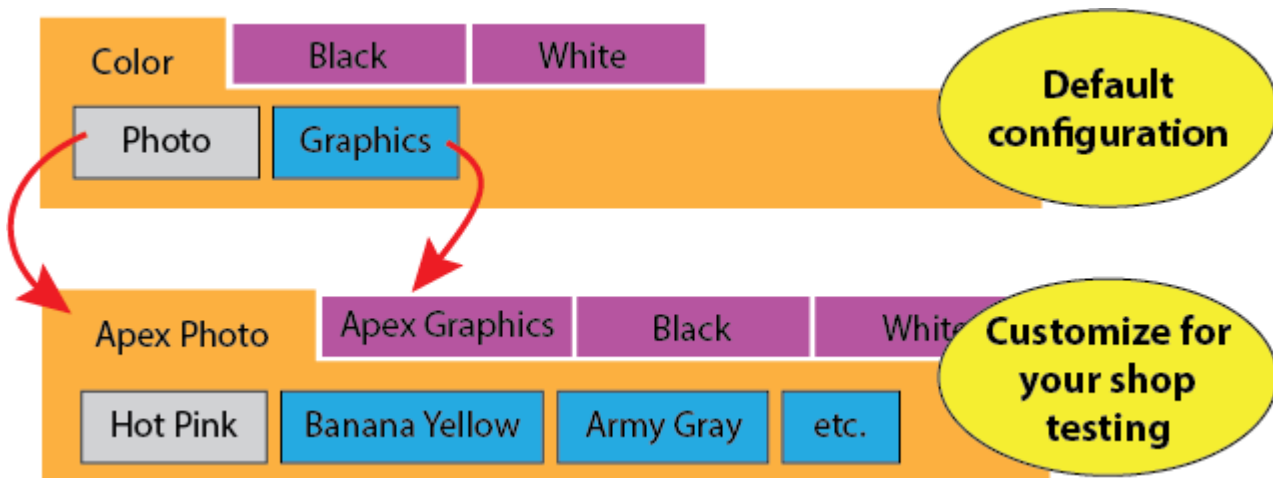 Color
Black
White
Default
configuration
Photo
Graphics
Apex Photo
Apex Graphics
Black
White
Customize for
your shop
testing
Hot Pink
Banana Yellow
Army Gray
etc.